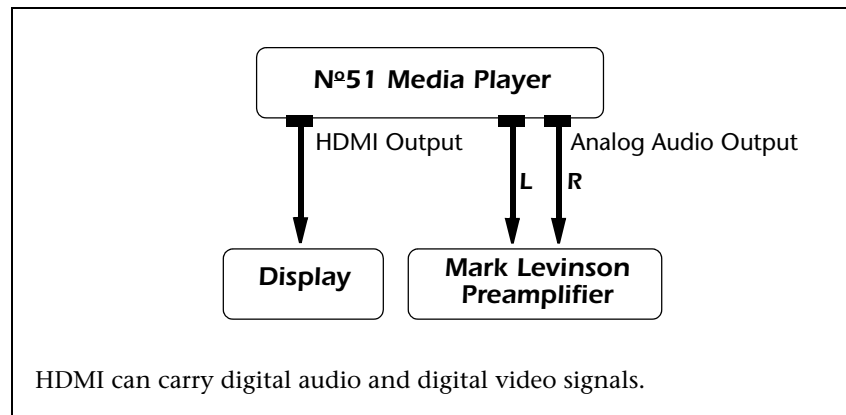 Nº51 Media Player
HDMI Output
Analog Audio Output
L
R
Display
Mark Levinson
Preamplifier
HDMI can carry digital audio and digital video signals.